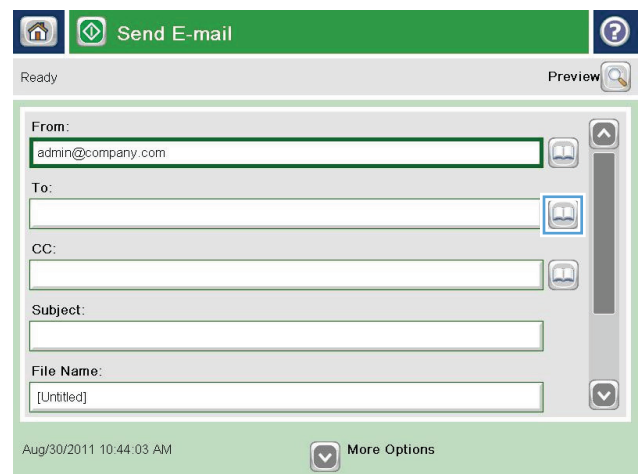 Send E-mail
Ready
Preview
From:
admin@company.com
To:
CC:
Subject:
File Name:
[Untitled]
Aug/30/2011 10:44:03 AM
More Options